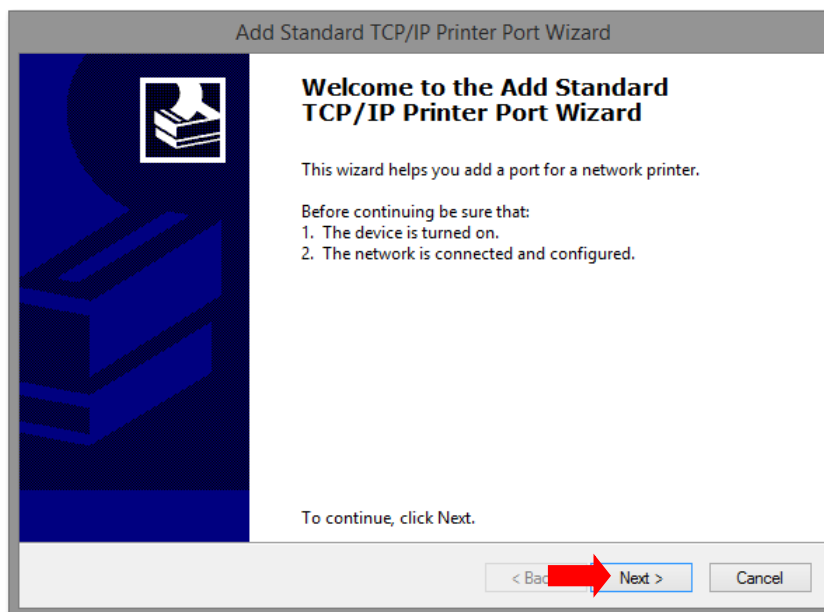 Add Standard TCP/IP Printer Port Wizard
Welcome to the Add Standard
TCP/IP Printer Port Wizard
This wizard helps you add a port for a network printer.
Before continuing be sure that:
1. The device is turned on.
2. The network is connected and configured.
To continue, click Next.
< Bac
Next >
Cancel